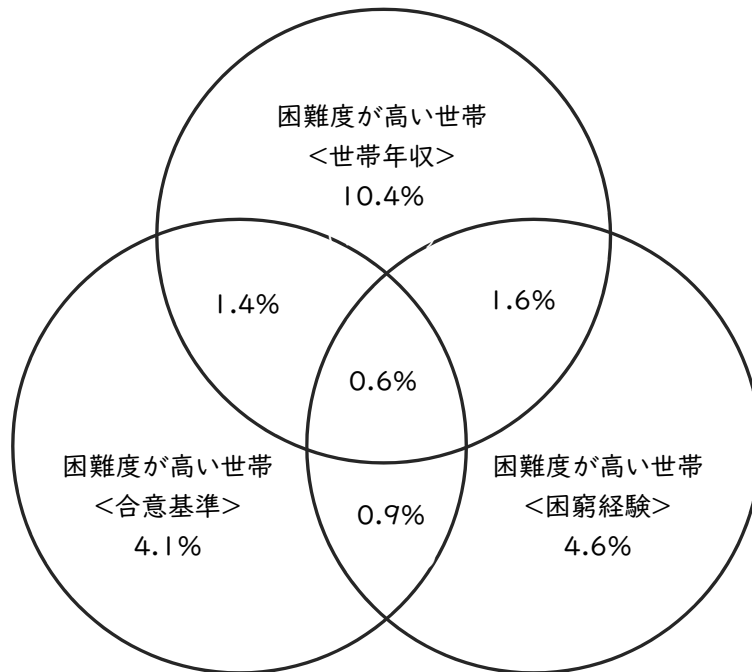 困難度が高い世帯
<世帯年収>
10.4%
1.4%
1.6%
0.6%
困難度が高い世帯
<合意基準>
4.1%
0.9%
困難度が高い世帯
<困窮経験>
4.6%